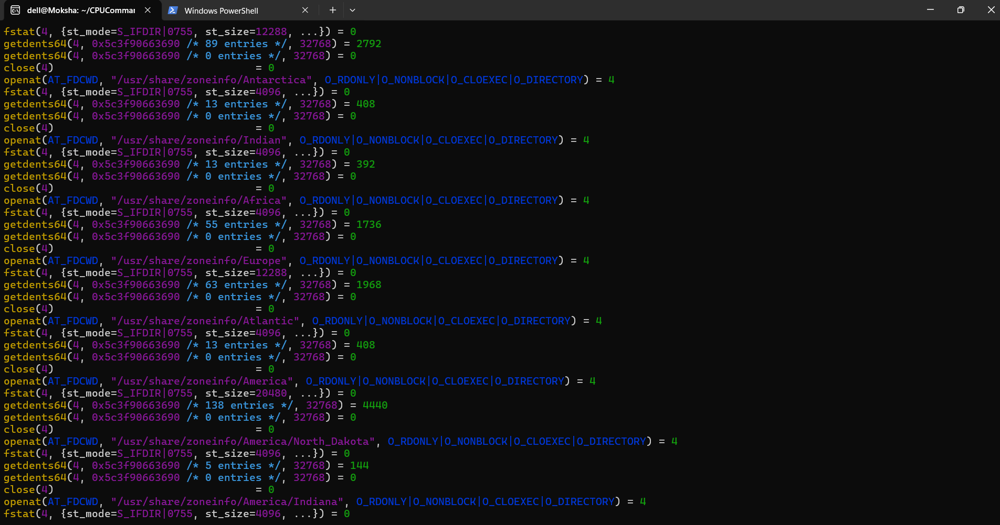 dell@Moksha: ~/CPUCommar
Windows PowerShell
fstat(4, {st_mode=S_IFDIR|0755, st_size=12288, ...}) = 0
getdents64(4, 0x5c3f90663690 /* 89 entries */, 32768) = 2792
getdents64(4, 0x5c3f90663690 /* 0 entries */, 32768) = 0
close(4)                                = 0
openat(AT_FDCWD, "/usr/share/zoneinfo/Antarctica", O_RDONLY|O_NONBLOCK|O_CLOEXEC|O_DIRECTORY) = 4
fstat(4, {st_mode=S_IFDIR|0755, st_size=4096, ...}) = 0
getdents64(4, 0x5c3f90663690 /* 13 entries */, 32768) = 408
getdents64(4, 0x5c3f90663690 /* 0 entries */, 32768) = 0
close(4)                                = 0
openat(AT_FDCWD, "/usr/share/zoneinfo/Indian", O_RDONLY|O_NONBLOCK|O_CLOEXEC|O_DIRECTORY) = 4
fstat(4, {st_mode=S_IFDIR|0755, st_size=4096, ...}) = 0
getdents64(4, 0x5c3f90663690 /* 13 entries */, 32768) = 392
getdents64(4, 0x5c3f90663690 /* 0 entries */, 32768) = 0
close(4)                                = 0
openat(AT_FDCWD, "/usr/share/zoneinfo/Africa", O_RDONLY|O_NONBLOCK|O_CLOEXEC|O_DIRECTORY) = 4
fstat(4, {st_mode=S_IFDIR|0755, st_size=4096, ...}) = 0
getdents64(4, 0x5c3f90663690 /* 55 entries */, 32768) = 1736
getdents64(4, 0x5c3f90663690 /* 0 entries */, 32768) = 0
close(4)                                = 0
openat(AT_FDCWD, "/usr/share/zoneinfo/Europe", O_RDONLY|O_NONBLOCK|O_CLOEXEC|O_DIRECTORY) = 4
fstat(4, {st_mode=S_IFDIR|0755, st_size=12288, ...}) = 0
getdents64(4, 0x5c3f90663690 /* 63 entries */, 32768) = 1968
getdents64(4, 0x5c3f90663690 /* 0 entries */, 32768) = 0
close(4)                                = 0
openat(AT_FDCWD, "/usr/share/zoneinfo/Atlantic", O_RDONLY|O_NONBLOCK|O_CLOEXEC|O_DIRECTORY) = 4
fstat(4, {st_mode=S_IFDIR|0755, st_size=4096, ...}) = 0
getdents64(4, 0x5c3f90663690 /* 13 entries */, 32768) = 408
getdents64(4, 0x5c3f90663690 /* 0 entries */, 32768) = 0
close(4)                                = 0
openat(AT_FDCWD, "/usr/share/zoneinfo/America", O_RDONLY|O_NONBLOCK|O_CLOEXEC|O_DIRECTORY) = 4
fstat(4, {st_mode=S_IFDIR|0755, st_size=20480, ...}) = 0
getdents64(4, 0x5c3f90663690 /* 138 entries */, 32768) = 4440
getdents64(4, 0x5c3f90663690 /* 0 entries */, 32768) = 0
close(4)                                = 0
openat(AT_FDCWD, "/usr/share/zoneinfo/America/North_Dakota", O_RDONLY|O_NONBLOCK|O_CLOEXEC|O_DIRECTORY) = 4
fstat(4, {st_mode=S_IFDIR|0755, st_size=4096, ...}) = 0
getdents64(4, 0x5c3f90663690 /* 5 entries */, 32768) = 144
getdents64(4, 0x5c3f90663690 /* 0 entries */, 32768) = 0
close(4)                                = 0
openat(AT_FDCWD, "/usr/share/zoneinfo/America/Indiana", O_RDONLY|O_NONBLOCK|O_CLOEXEC|O_DIRECTORY) = 4
fstat(4, {st_mode=S_IFDIR|0755, st_size=4096, ...}) = 0